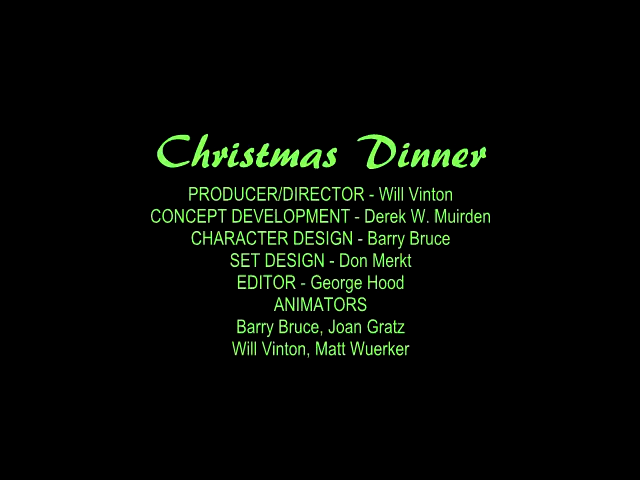 Christmas Dinner
PRODUCER/DIRECTOR - Will Vinton
CONCEPT DEVELOPMENT - Derek W. Muirden
CHARACTER DESIGN - Barry Bruce
SET DESIGN - Don Merkt
EDITOR - George Hood
ANIMATORS
Barry Bruce, Joan Gratz
Will Vinton, Matt Wuerker